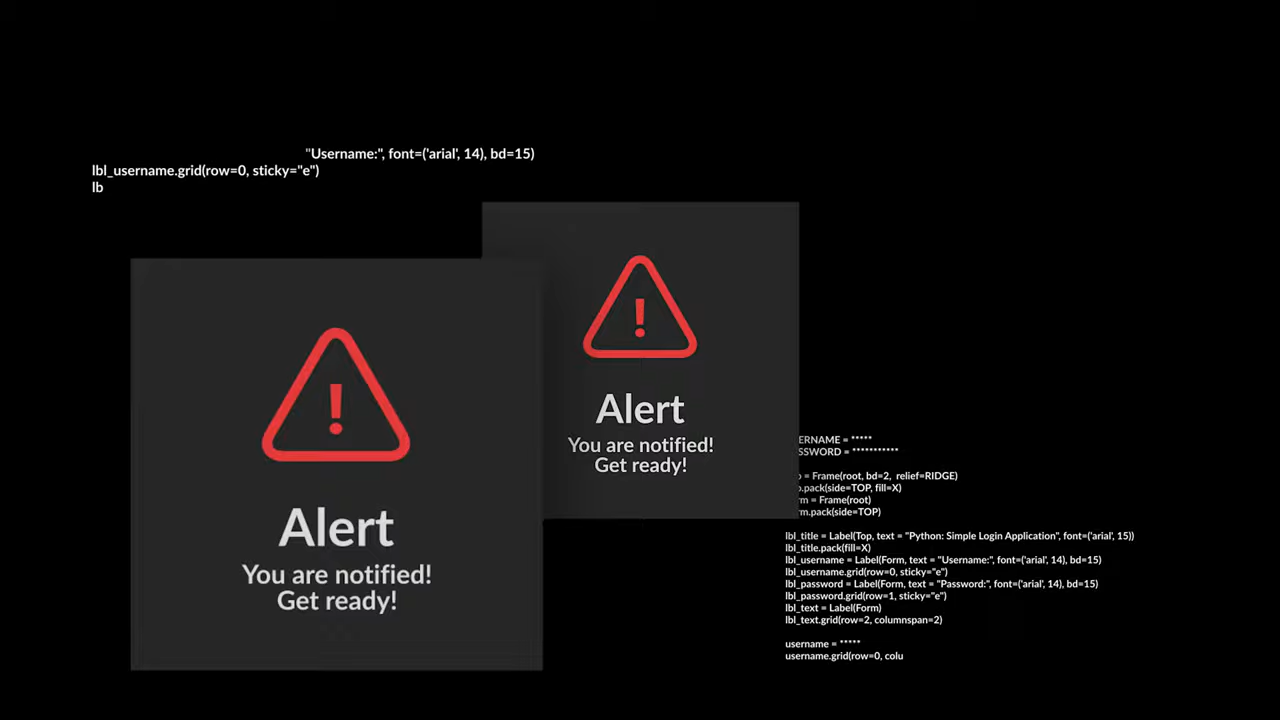 "Username:", font=('arial', 14), bd=15)
lbl_username.grid(row=0, sticky="e")
lb
!
Alert
You are notified!
Get ready!
!
Alert
You are notified!
Get ready!
ERNAME = *****
SSWORD = ***********
= Frame(root, bd=2, relief=RIDGE)
.pack(side=TOP, fill=X)
rm = Frame(root)
rm.pack(side=TOP)
lbl_title = Label(Top, text = "Python: Simple Login Application", font=('arial', 15))
lbl_title.pack(fill=X)
lbl_username = Label(Form, text = "Username:", font=('arial', 14), bd=15)
lbl_username.grid(row=0, sticky="e")
lbl_password = Label(Form, text = "Password:", font=('arial', 14), bd=15)
lbl_password.grid(row=1, sticky="e")
lbl_text = Label(Form)
lbl_text.grid(row=2, columnspan=2)
username = *****
username.grid(row=0, colu